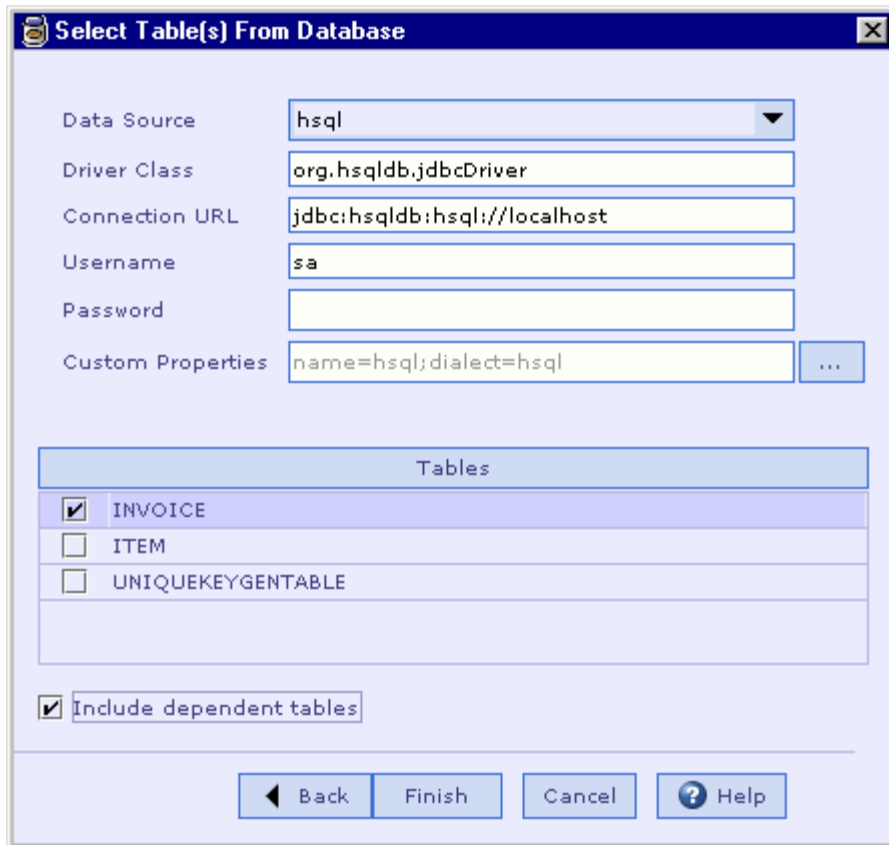 Select Table(s) From Database
Data Source hsql
Driver Class org.hsqldb.jdbcDriver
Connection URL jdbc:hsqldb:hsql://localhost
Username sa
Password
Custom Properties name=hsql;dialect=hsql ...
Tables
INVOICE
ITEM
UNIQUEKEYGENTABLE
Include dependent tables
Back Finish Cancel Help